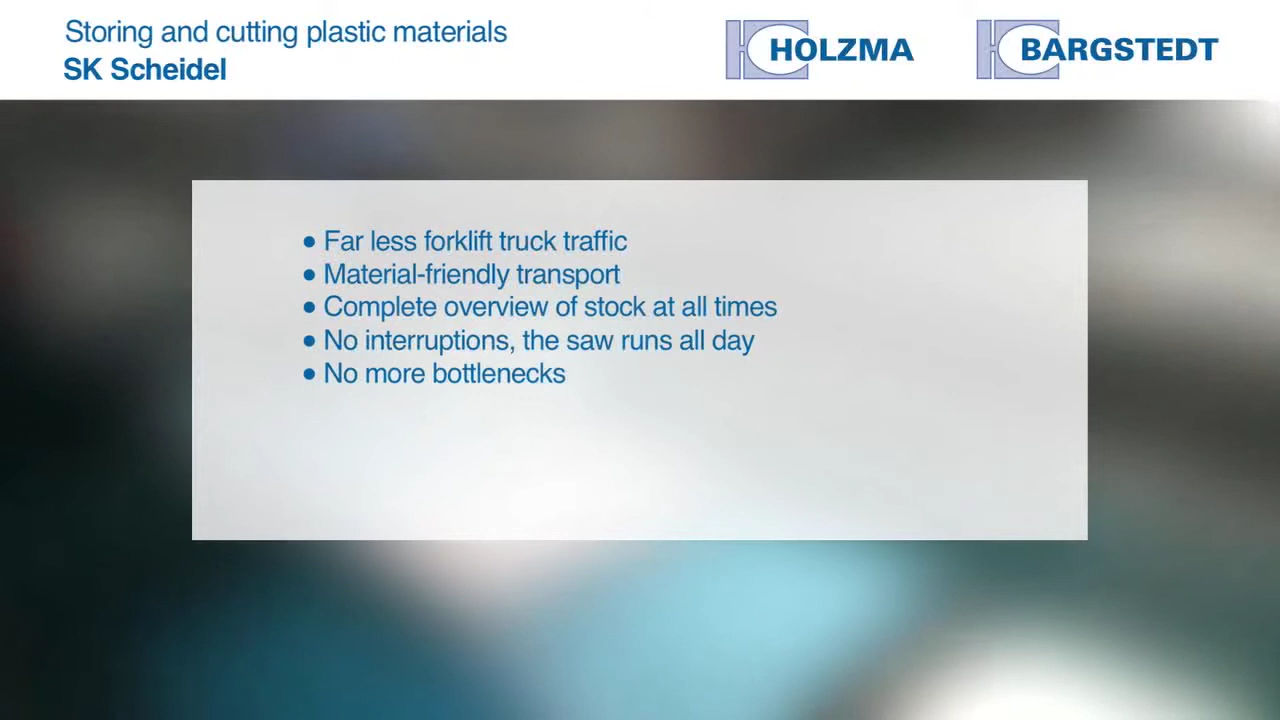 Storing and cutting plastic materials
SK Scheidel
HOLZMA
BARGSTEDT
• Far less forklift truck traffic
• Material-friendly transport
• Complete overview of stock at all times
• No interruptions, the saw runs all day
• No more bottlenecks